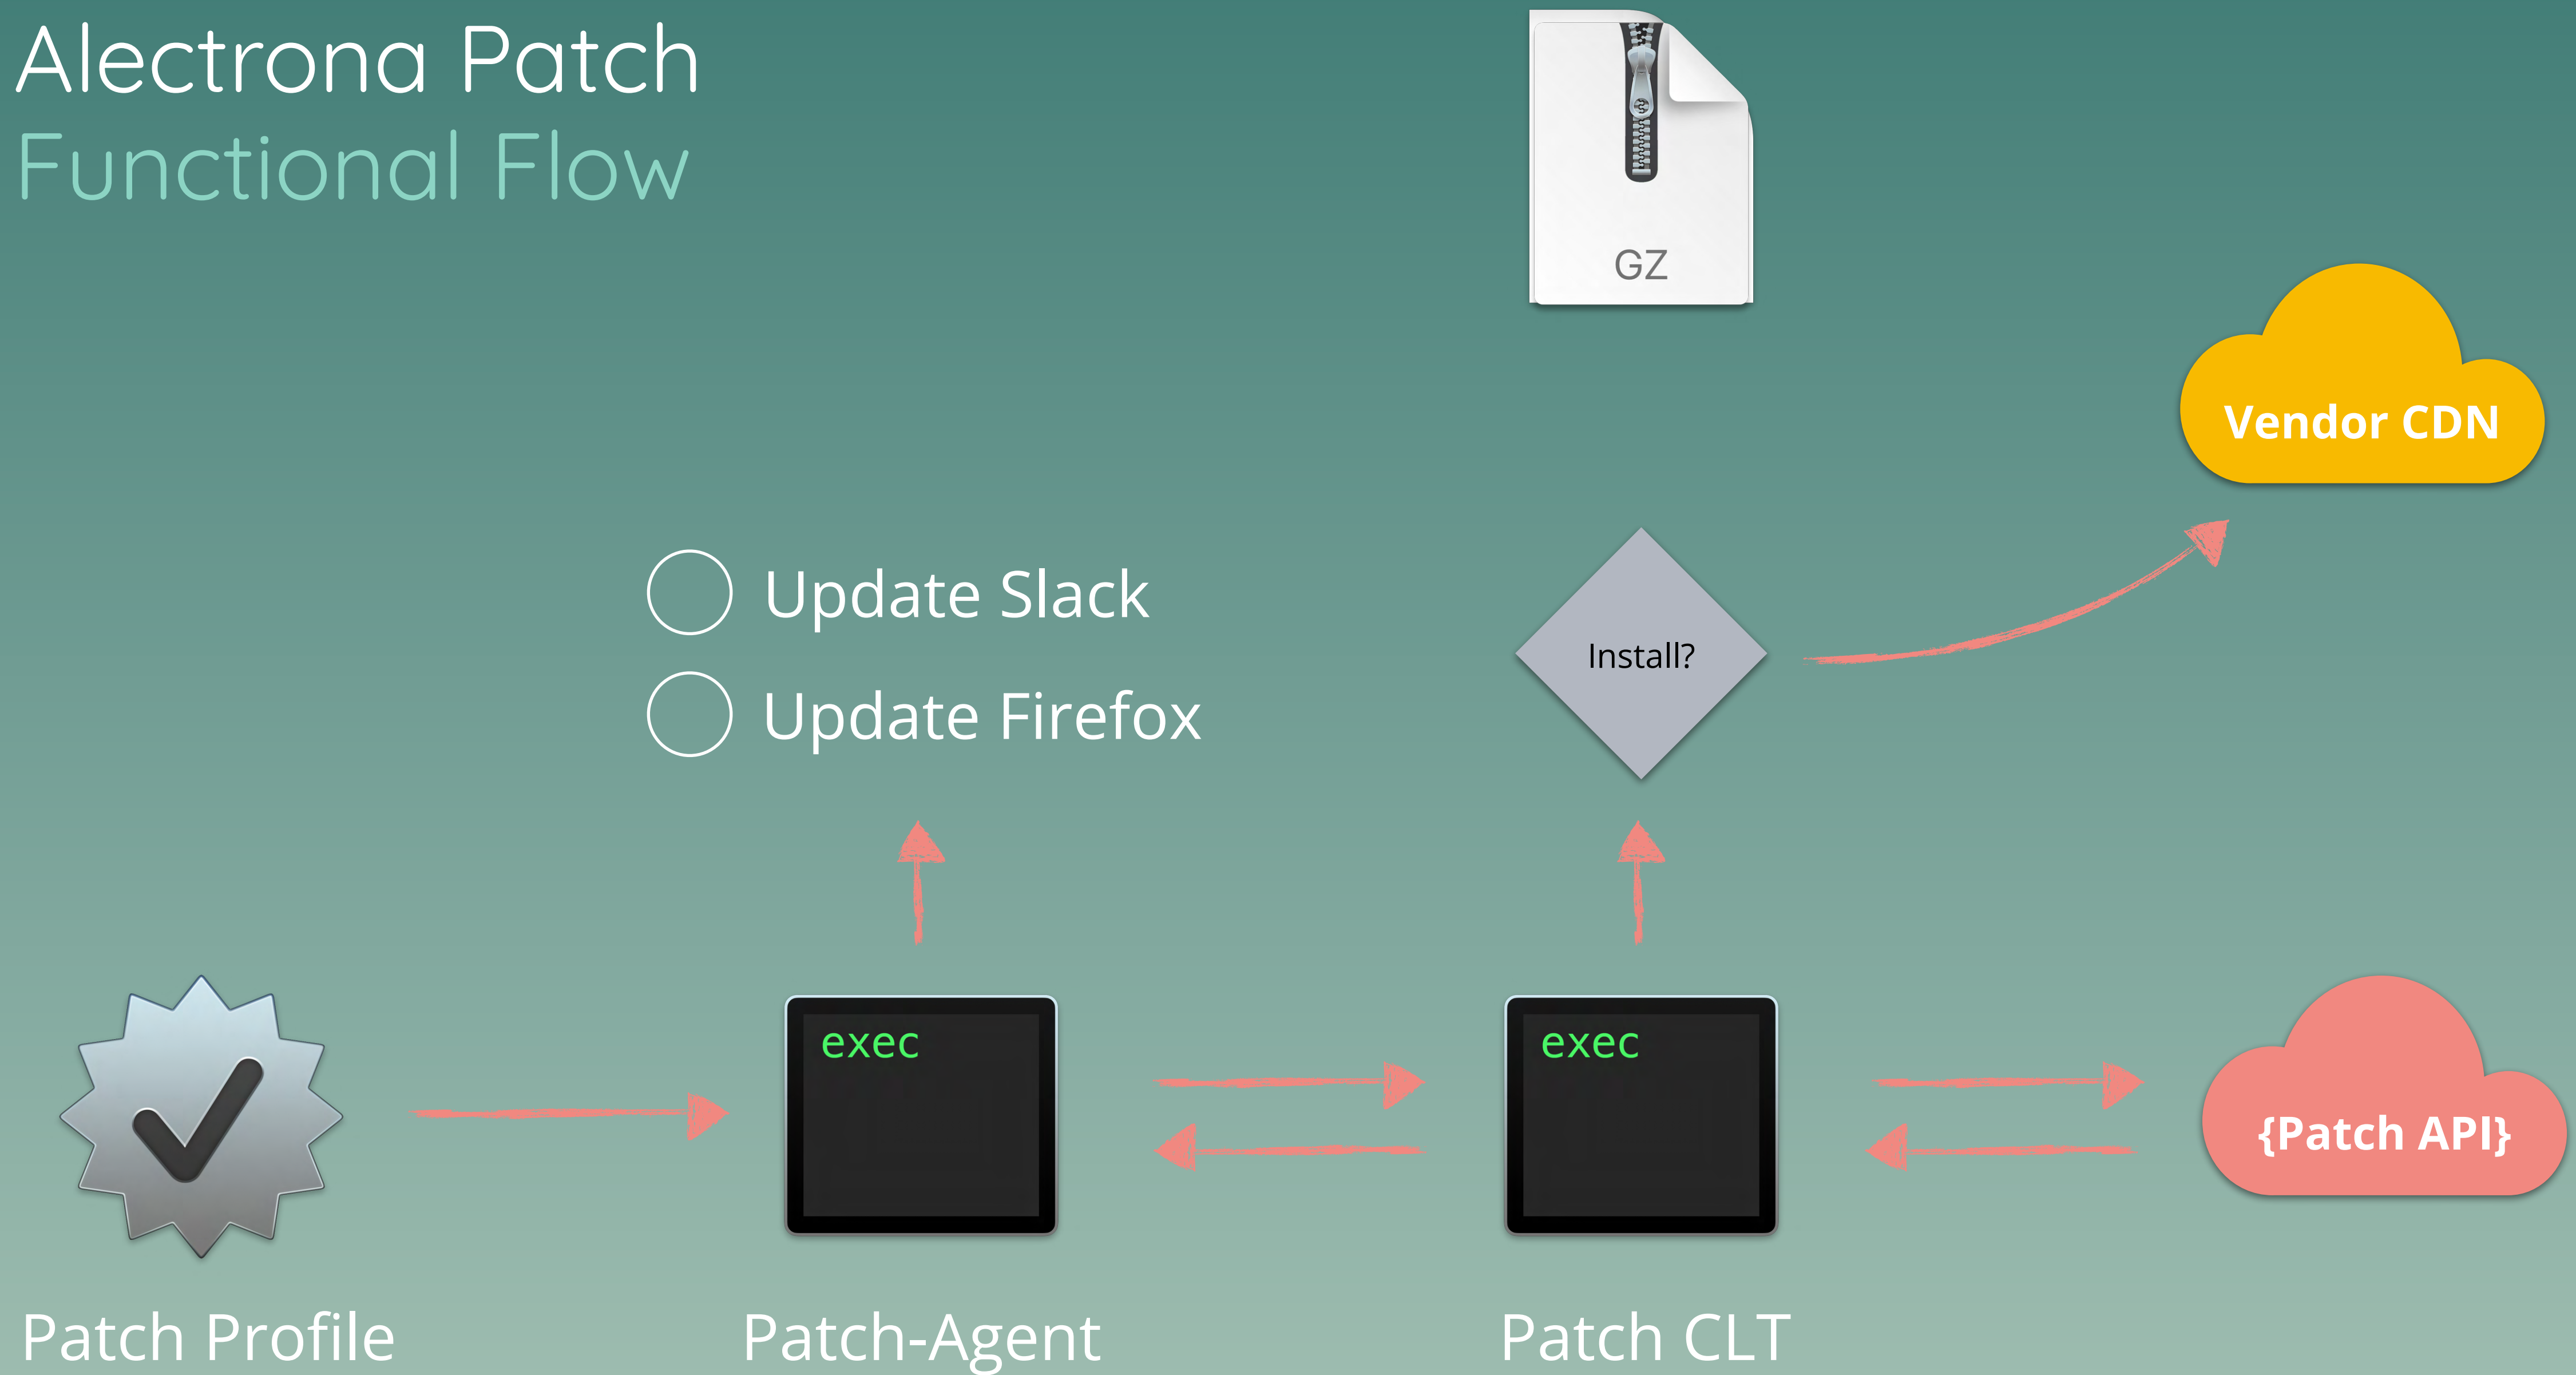 Alectrona Patch
Functional Flow
GZ
Vendor CDN
Update Slack
Install?
Update Firefox
exec
exec
{Patch API}
Patch Profile
Patch-Agent
Patch CLT